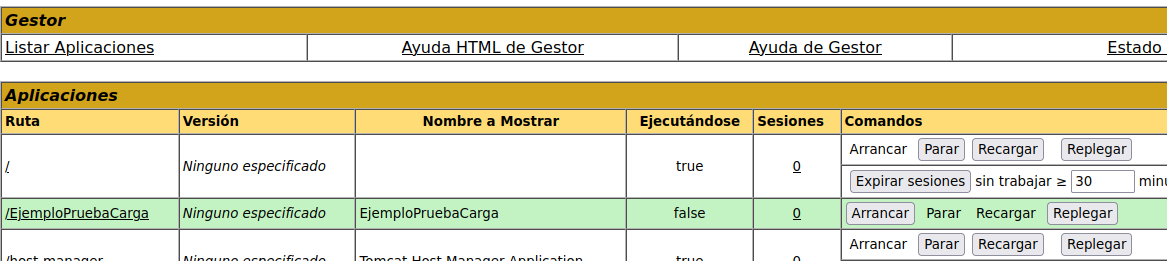 Gestor
Listar Aplicaciones Ayuda HTML de Gestor Ayuda de Gestor Estado
Aplicaciones
Ruta Versión Nombre a Mostrar Ejecutándose Sesiones Comandos
Arrancar Parar Recargar Replegar
/ Ninguno especificado true 0
Expirar sesiones sin trabajar ≥ 30
/EjemploPruebaCarga Ninguno especificado EjemploPruebaCarga false 0 Arrancar Parar Recargar Replegar
Arrancar Parar Recargar Replegar
/host-manager Ninguno especificado Tomcat Host Manager Application true 0